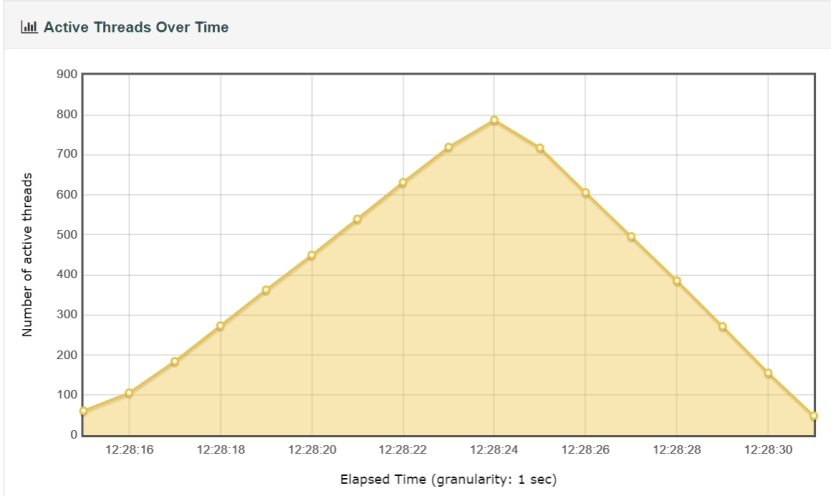 Active Threads Over Time
900
800
700
600
500
400
300
200
100
0
Number of active threads
12:28:16 12:28:18 12:28:20 12:28:22 12:28:24 12:28:26 12:28:28 12:28:30
Elapsed Time (granularity: 1 sec)